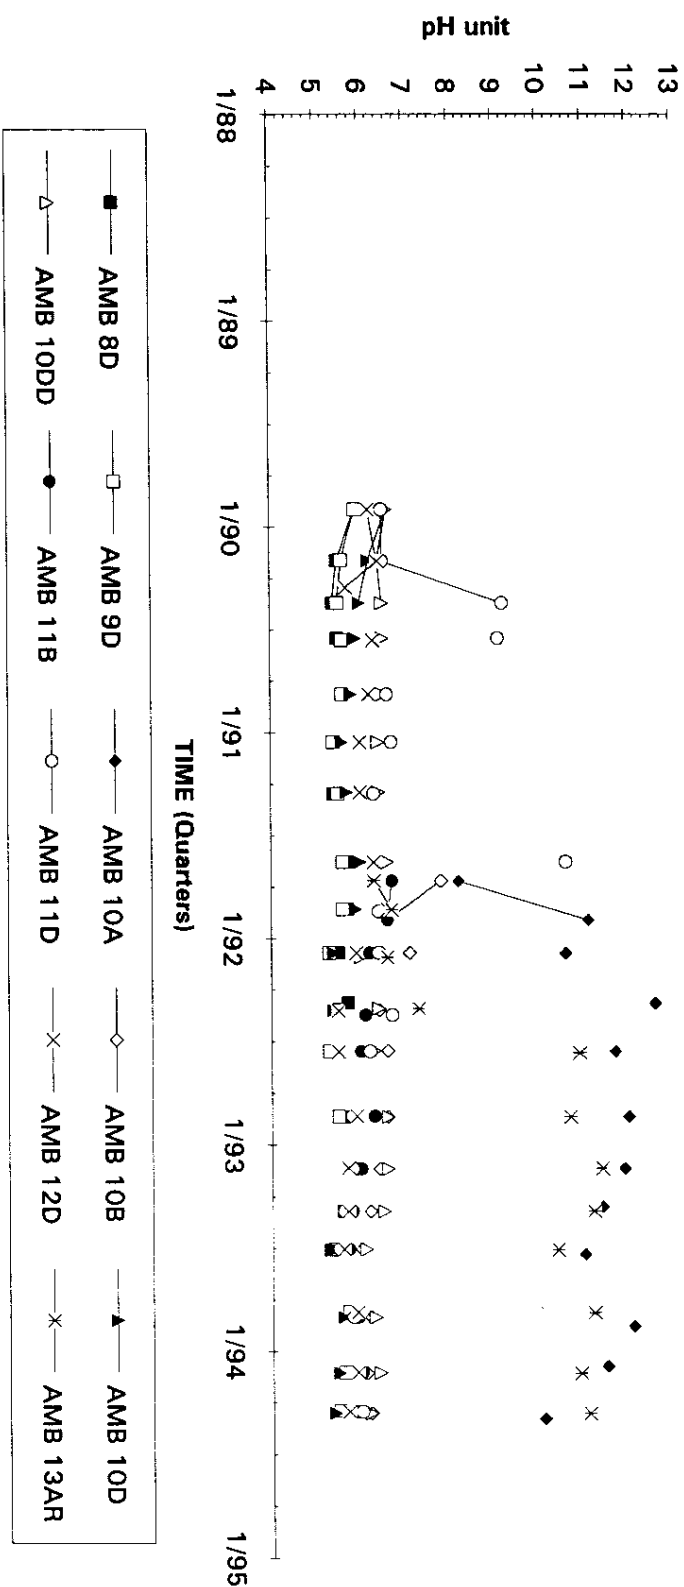 pH unit
13
12
11
10
9
8
7
6
5
4
1/88 1/89 1/90 1/91 1/92 1/93 1/94 1/95
TIME (Quarters)
AMB 8D AMB 9D AMB 10A AMB 10B AMB 10D
AMB 10DD AMB 11B AMB 11D AMB 12D AMB 13AR